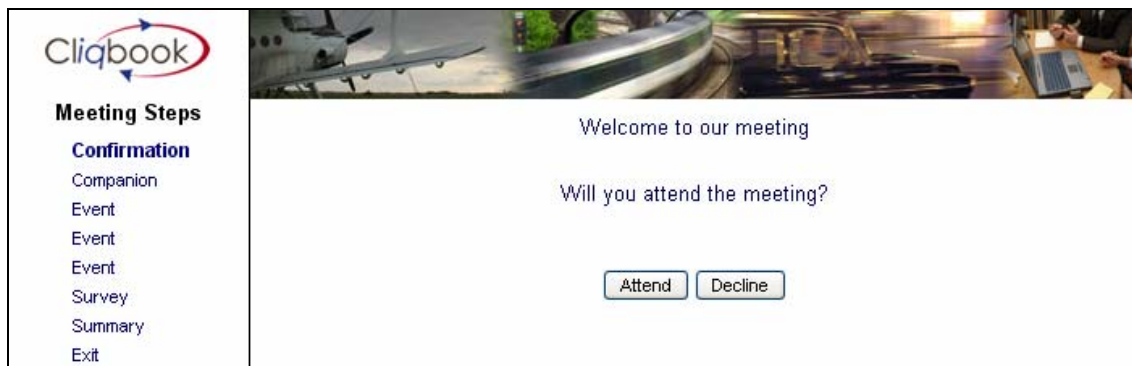 Cliqbook
Meeting Steps
Confirmation
Companion
Event
Event
Event
Survey
Summary
Exit
Welcome to our meeting
Will you attend the meeting?
Attend Decline